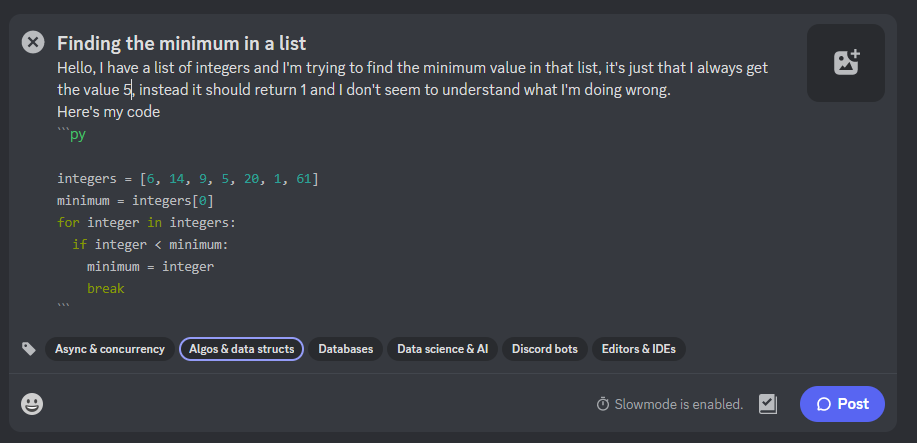 Finding the minimum in a list
Hello, I have a list of integers and I'm trying to find the minimum value in that list, it's just that I always get
the value 5, instead it should return 1 and I don't seem to understand what I'm doing wrong.
Here's my code
```py
integers = [6, 14, 9, 5, 20, 1, 61]
minimum = integers[0]
for integer in integers:
  if integer < minimum:
    minimum = integer
    break
```
Async & concurrency Algos & data structs Databases Data science & AI Discord bots Editors & IDEs
Slowmode is enabled. Post